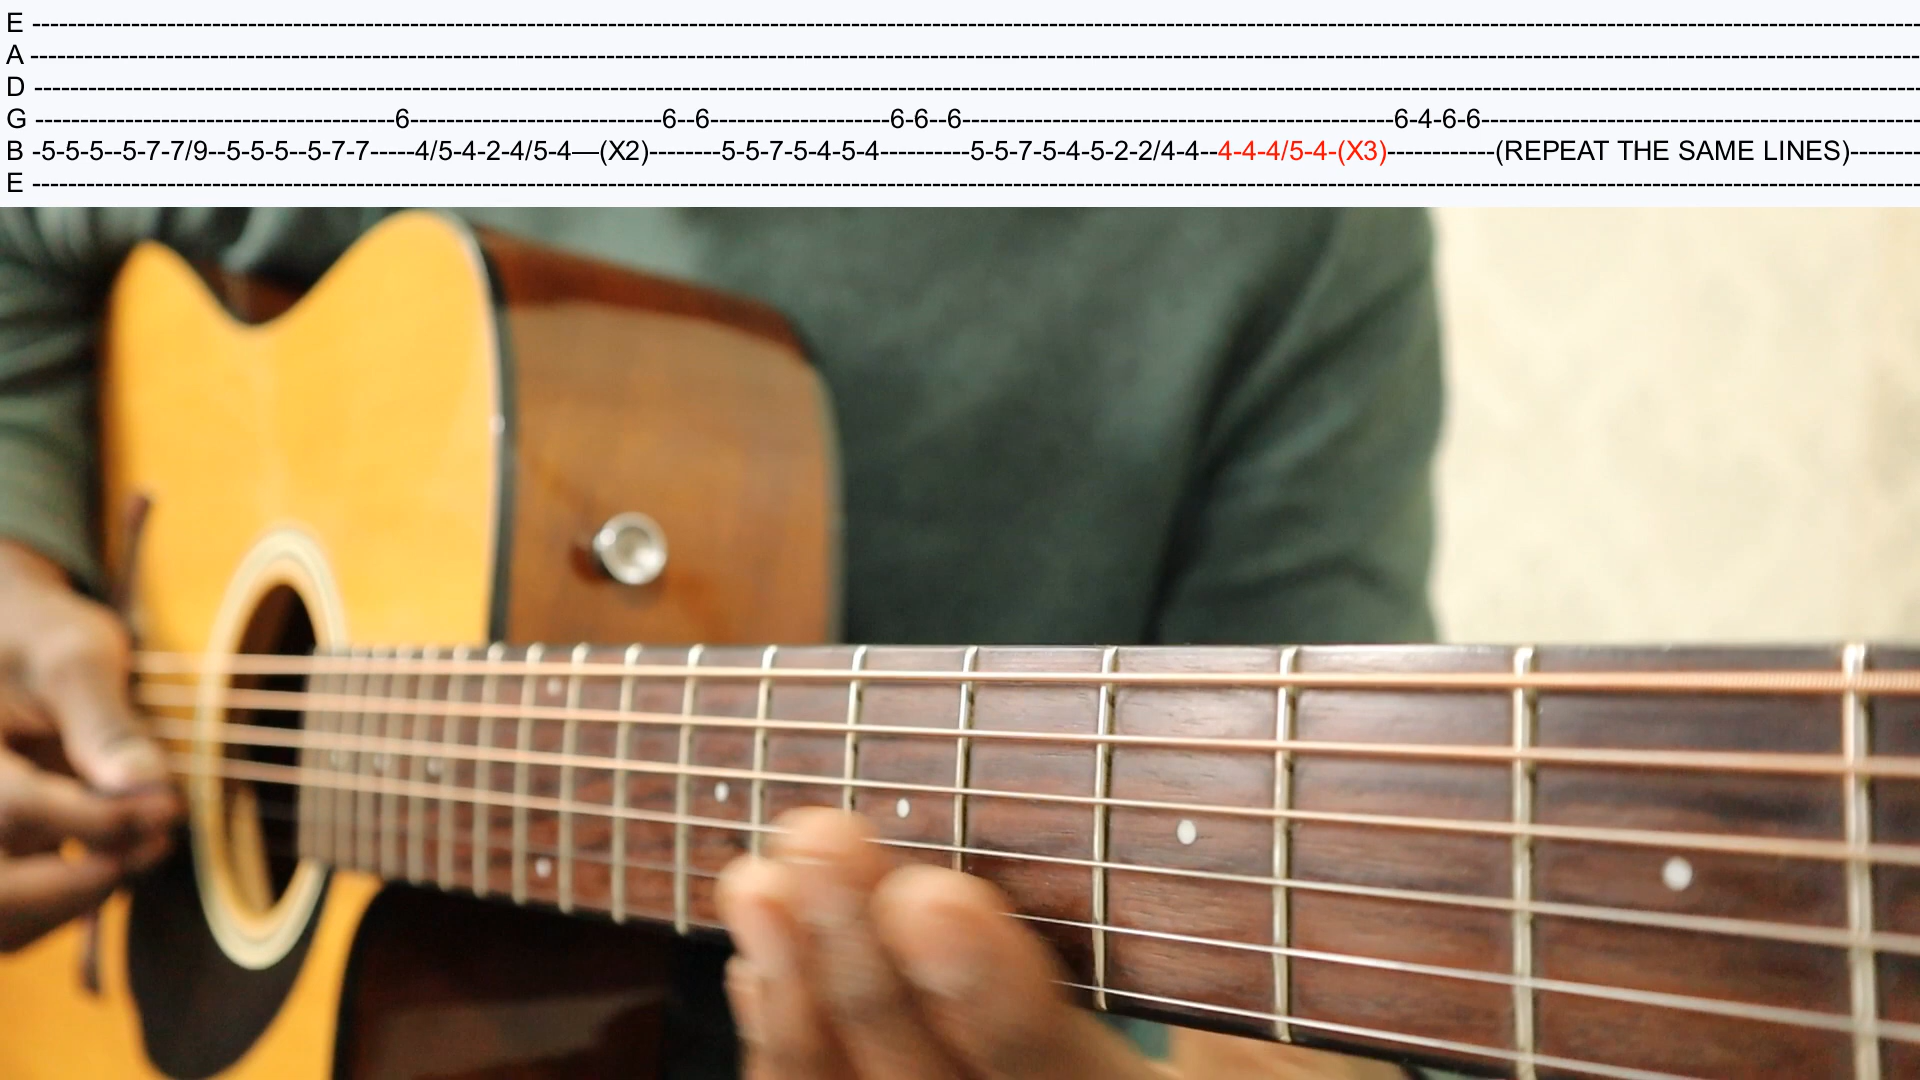 E ------------------------------------------------------------------------------------------------
A ------------------------------------------------------------------------------------------------
D ------------------------------------------------------------------------------------------------
G ----------------------------------------6----------------------------6--6--------------------6-6--6------------------------------------------------6-4-6-6------------------------------------------------
B -5-5-5--5-7-7/9--5-5-5--5-7-7-----4/5-4-2-4/5-4—(X2)--------5-5-7-5-4-5-4----------5-5-7-5-4-5-2-2/4-4--4-4-4/5-4-(X3)------------(REPEAT THE SAME LINES)--------
E ------------------------------------------------------------------------------------------------